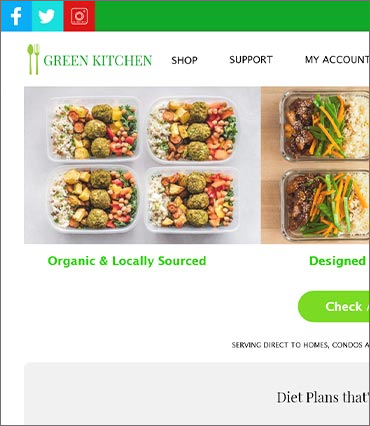 GREEN KITCHEN SHOP SUPPORT MY ACCOUNT
Organic & Locally Sourced Designed
Check
SERVING DIRECT TO HOMES, CONDOS
Diet Plans that'